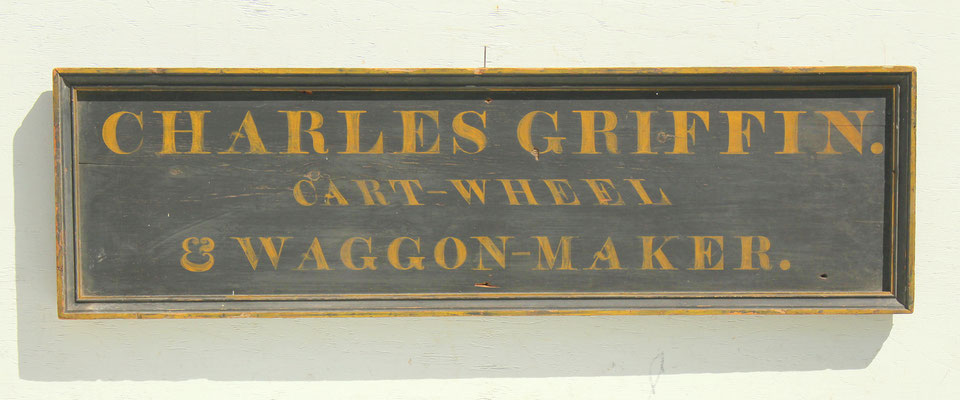 CHARLES GRIFFIN.
CART-WHEEL
& WAGGON-MAKER.